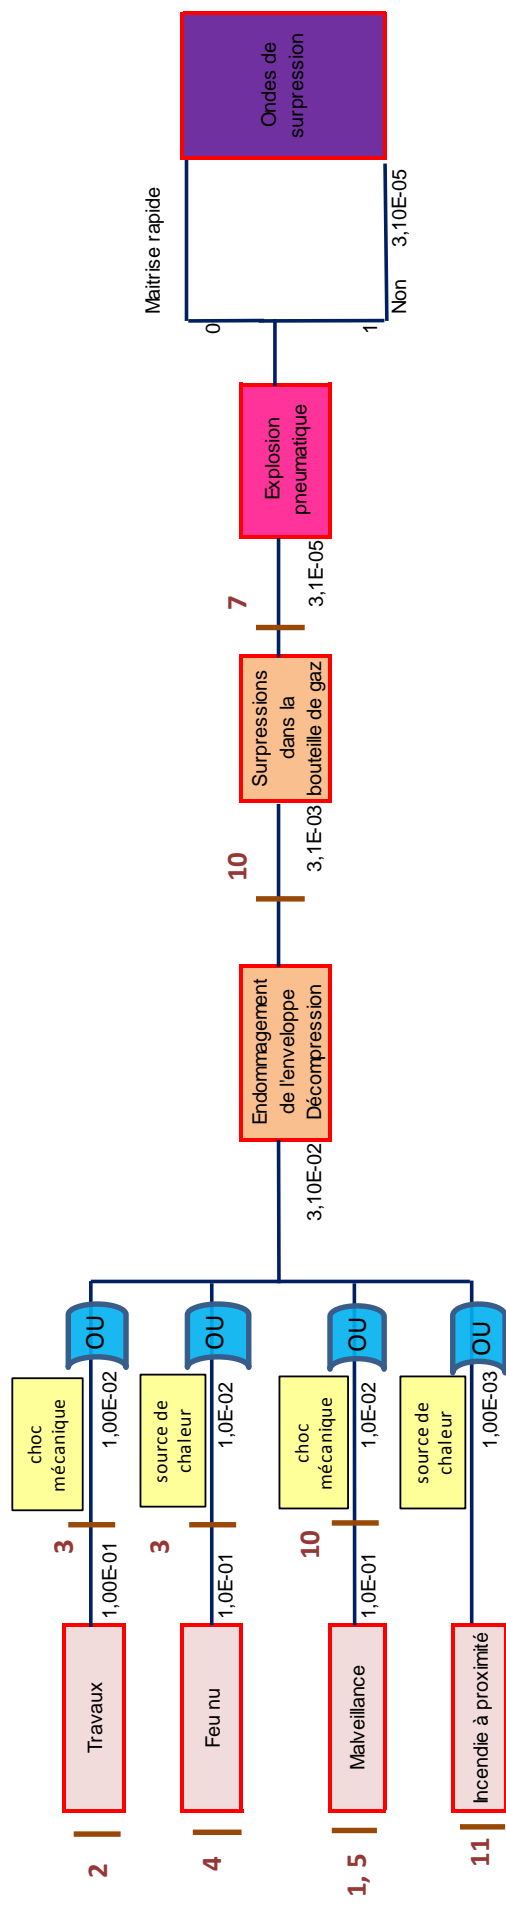 2
Travaux
1,00E-01
3
choc
mécanique
1,00E-02
OU
4
Feu nu
1,0E-01
3
source de
chaleur
1,0E-02
OU
1, 5
Malveillance
1,0E-01
10
choc
mécanique
1,0E-02
OU
11
Incendie à proximité
source de
chaleur
1,00E-03
OU
3,10E-02
Endommagement
de l'enveloppe
Décompression
10
3,1E-03
Surpressions
dans la
bouteille de gaz
7
3,1E-05
Explosion
pneumatique
Maitrise rapide
0
1
Non
3,10E-05
Ondes de
surpression